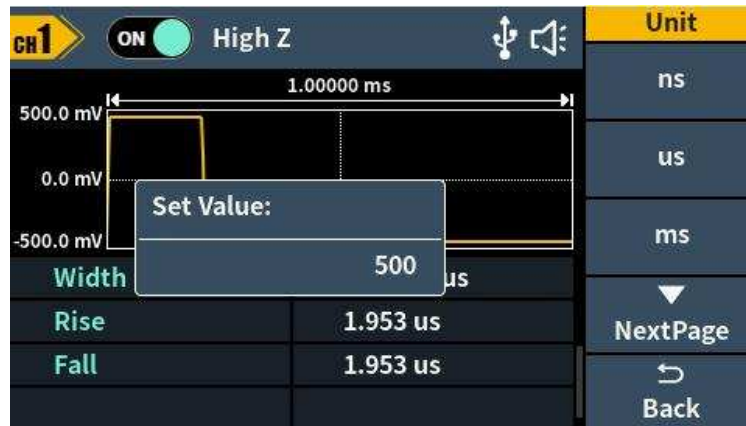 CH1
ON
High Z
1.00000 ms
500.0 mV
0.0 mV
-500.0 mV
Set Value:
500
Width
us
Rise
1.953 us
Fall
1.953 us
Unit
ns
us
ms
NextPage
Back